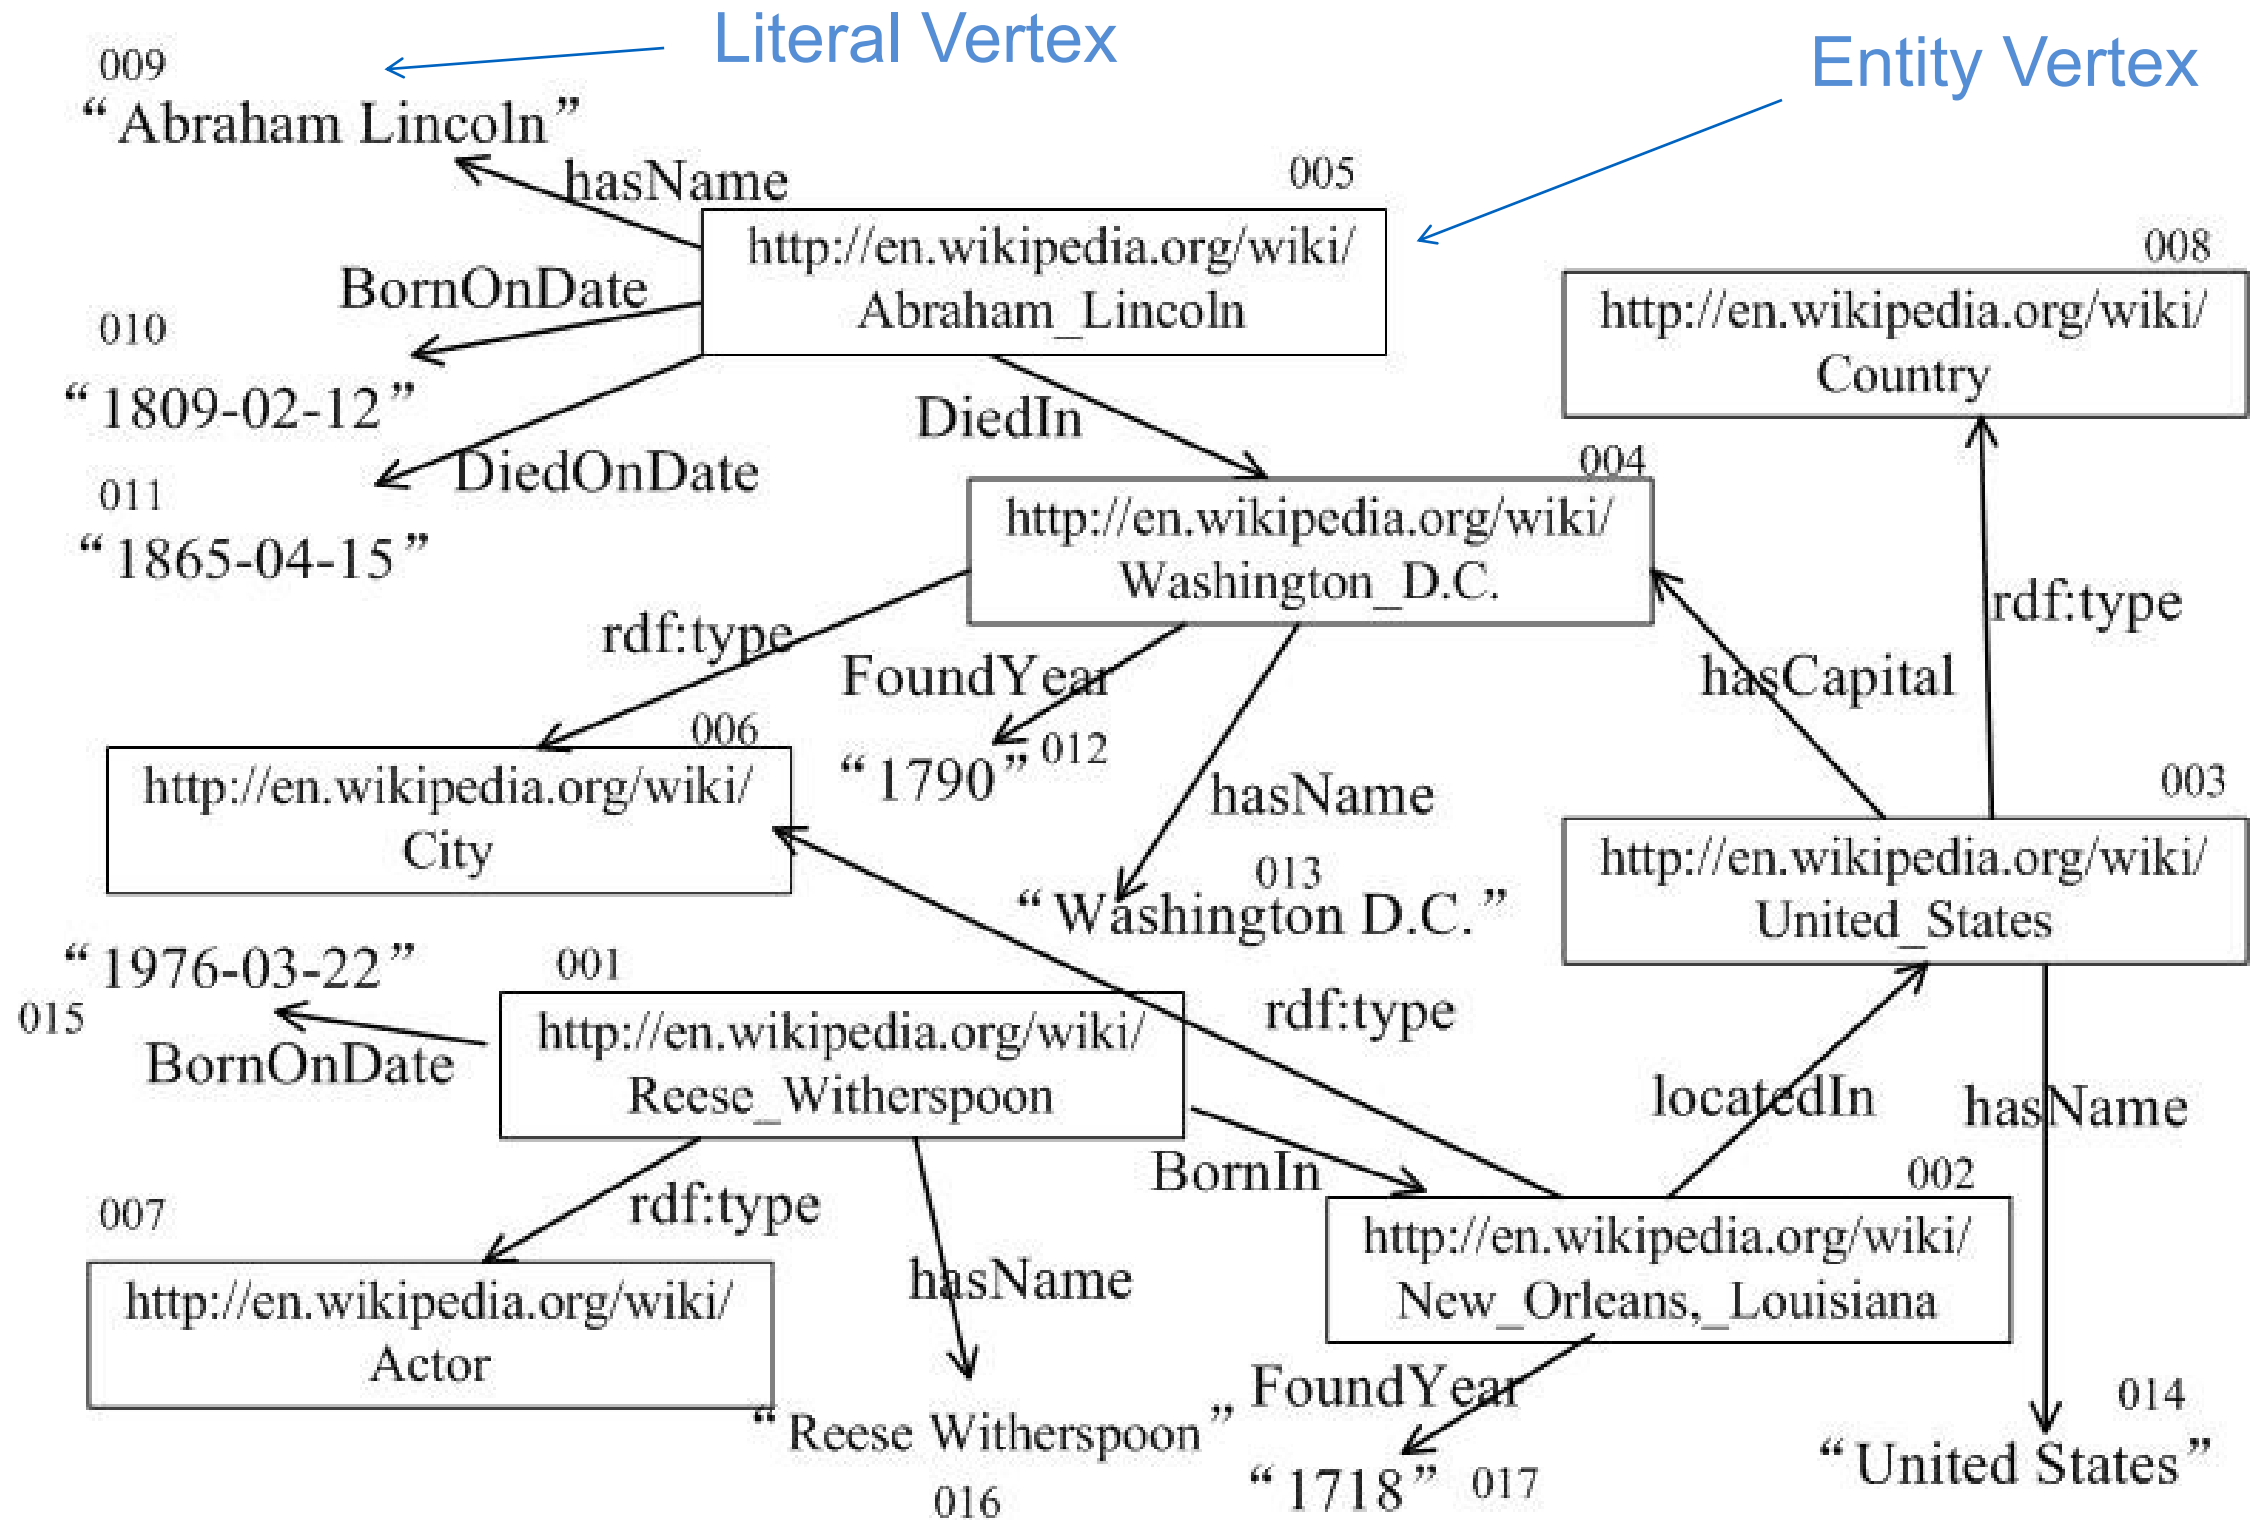 Literal Vertex
Entity Vertex
009
“Abraham Lincoln”
hasName
005
http://en.wikipedia.org/wiki/
Abraham_Lincoln
008
http://en.wikipedia.org/wiki/
Country
BornOnDate
010
“1809-02-12”
DiedIn
DiedOnDate
011
“1865-04-15”
004
http://en.wikipedia.org/wiki/
Washington_D.C.
rdf:type
rdf:type
FoundYear
hasCapital
006
“1790”
012
http://en.wikipedia.org/wiki/
City
hasName
003
http://en.wikipedia.org/wiki/
United_States
013
“Washington D.C.”
“1976-03-22”
015
BornOnDate
001
http://en.wikipedia.org/wiki/
Reese_Witherspoon
rdf:type
locatedIn
hasName
BornIn
002
http://en.wikipedia.org/wiki/
New_Orleans,_Louisiana
007
rdf:type
http://en.wikipedia.org/wiki/
Actor
hasName
“Reese Witherspoon”
016
FoundYear
“1718”
017
014
“United States”